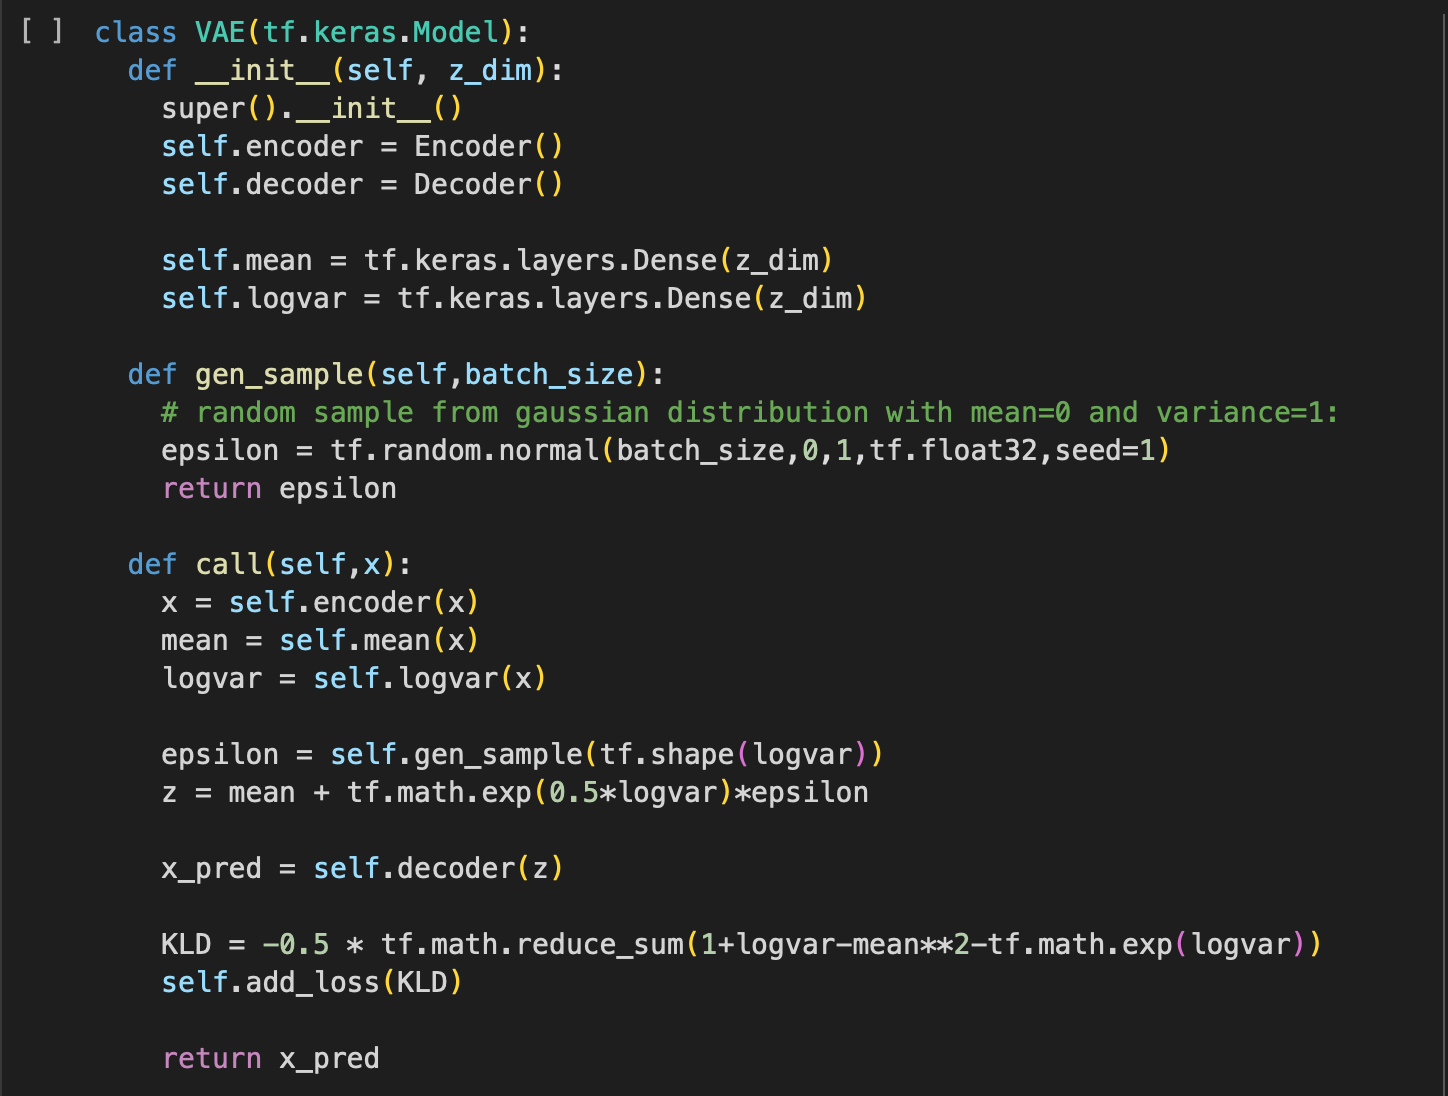 [ ] class VAE(tf.keras.Model):
def __init__(self, z_dim):
super().__init__()
self.encoder = Encoder()
self.decoder = Decoder()
self.mean = tf.keras.layers.Dense(z_dim)
self.logvar = tf.keras.layers.Dense(z_dim)
def gen_sample(self,batch_size):
# random sample from gaussian distribution with mean=0 and variance=1:
epsilon = tf.random.normal(batch_size,0,1,tf.float32,seed=1)
return epsilon
def call(self,x):
x = self.encoder(x)
mean = self.mean(x)
logvar = self.logvar(x)
epsilon = self.gen_sample(tf.shape(logvar))
z = mean + tf.math.exp(0.5*logvar)*epsilon
x_pred = self.decoder(z)
KLD = -0.5 * tf.math.reduce_sum(1+logvar-mean**2-tf.math.exp(logvar))
self.add_loss(KLD)
return x_pred